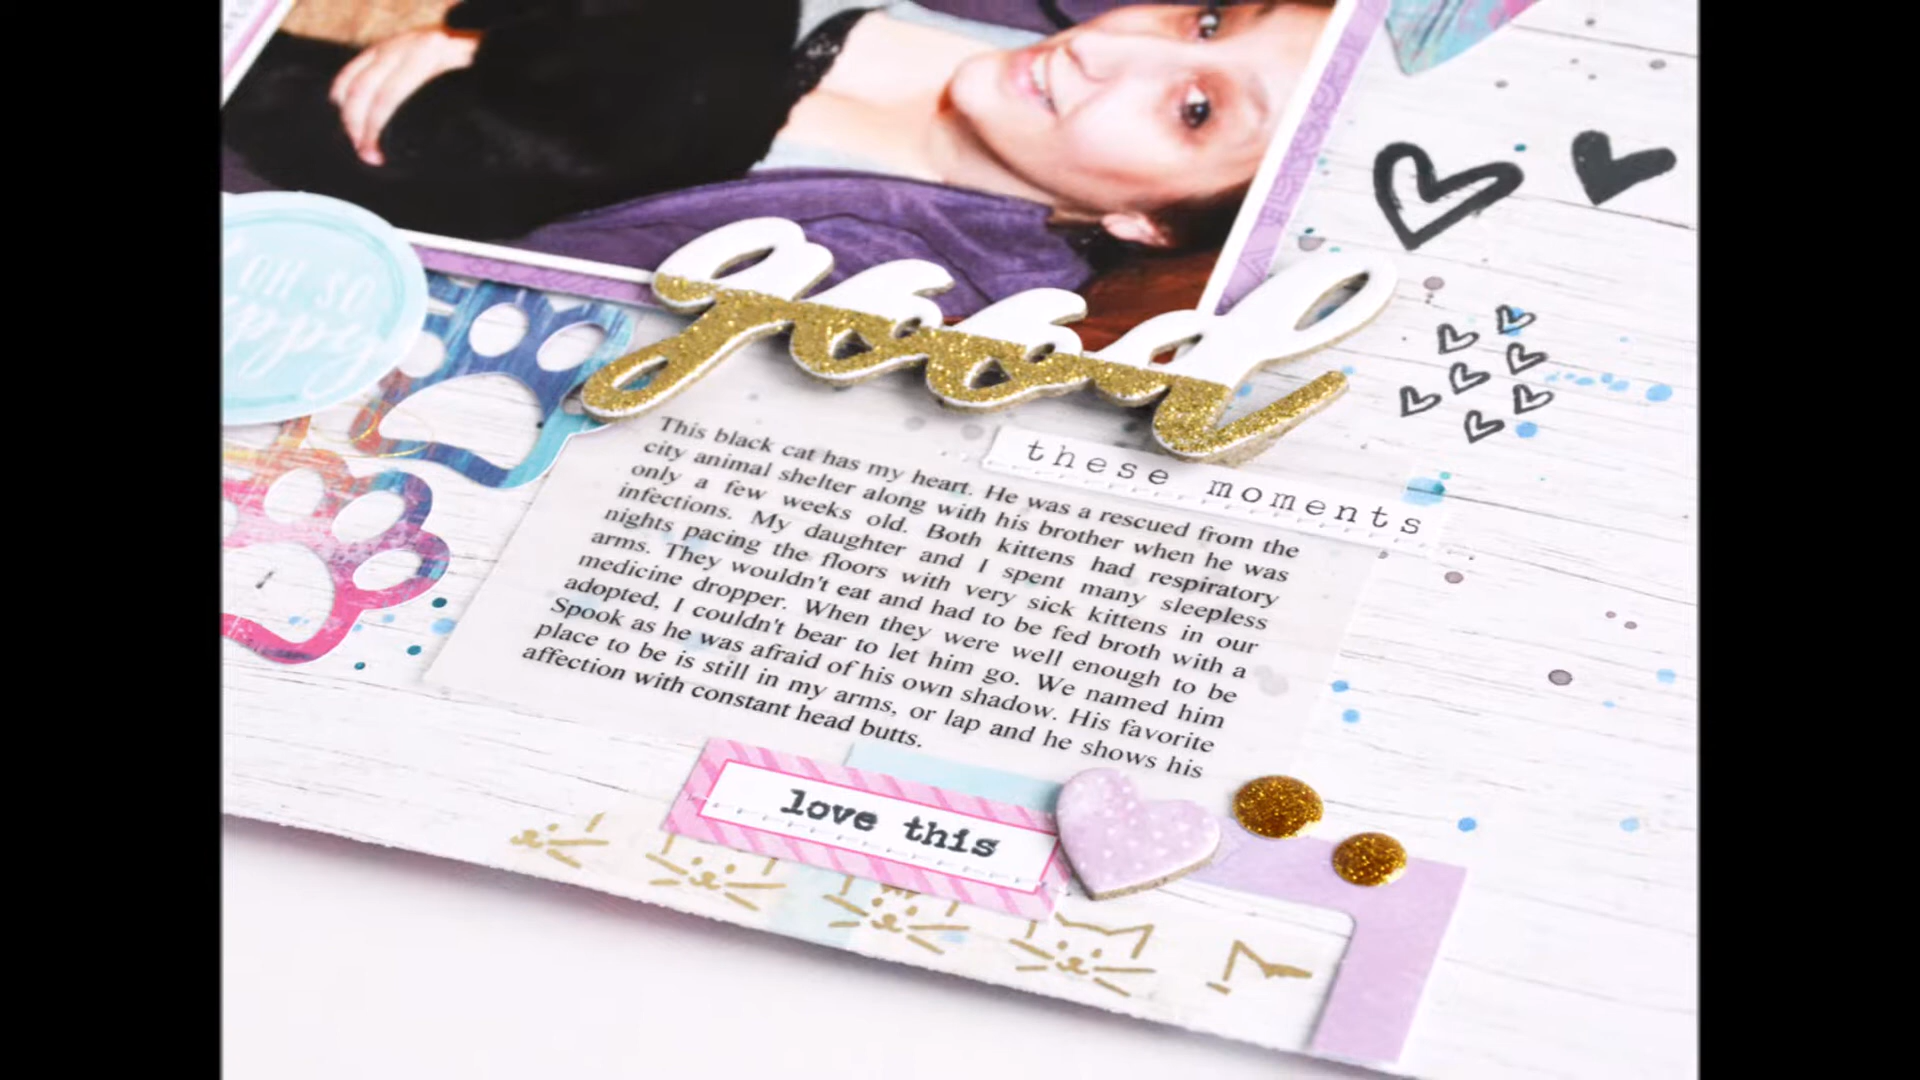 OH SO
good
these moments
This black cat has my heart. He was a rescued from the
city animal shelter along with his brother when he was
only a few weeks old. Both kittens had respiratory
infections. My daughter and I spent many sleepless
nights pacing the floors with very sick kittens in our
arms. They wouldn't eat and had to be fed broth with a
medicine dropper. When they were well enough to be
adopted, I couldn't bear to let him go. We named him
Spook as he was afraid of his own shadow. His favorite
place to be is still in my arms, or lap and he shows his
affection with constant head butts.
love this